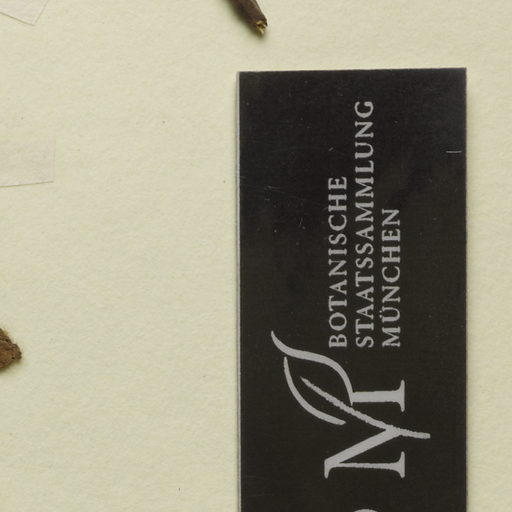 BOTANISCHE
STAATSSAMMLUNG
MÜNCHEN
M